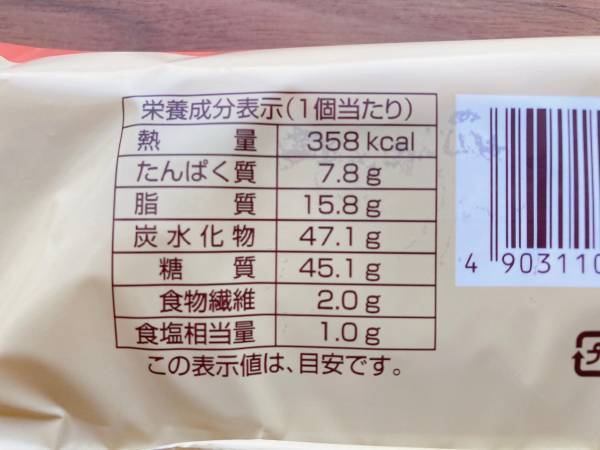 栄養成分表示(1個当たり)
熱量 358 kcal
たんぱく質 7.8 g
脂質 15.8 g
炭水化物 47.1 g
糖質 45.1 g
食物繊維 2.0 g
食塩相当量 1.0 g
この表示値は、目安です。
4 903110